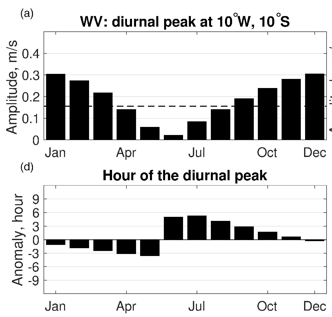 (a)
WV: diurnal peak at 10°W, 10°S
Amplitude, m/s
0.4
0.3
0.2
0.1
0
Jan Apr Jul Oct Dec
(d)
Hour of the diurnal peak
Anomaly, hour
9
6
3
0
-3
-6
-9
Jan Apr Jul Oct Dec